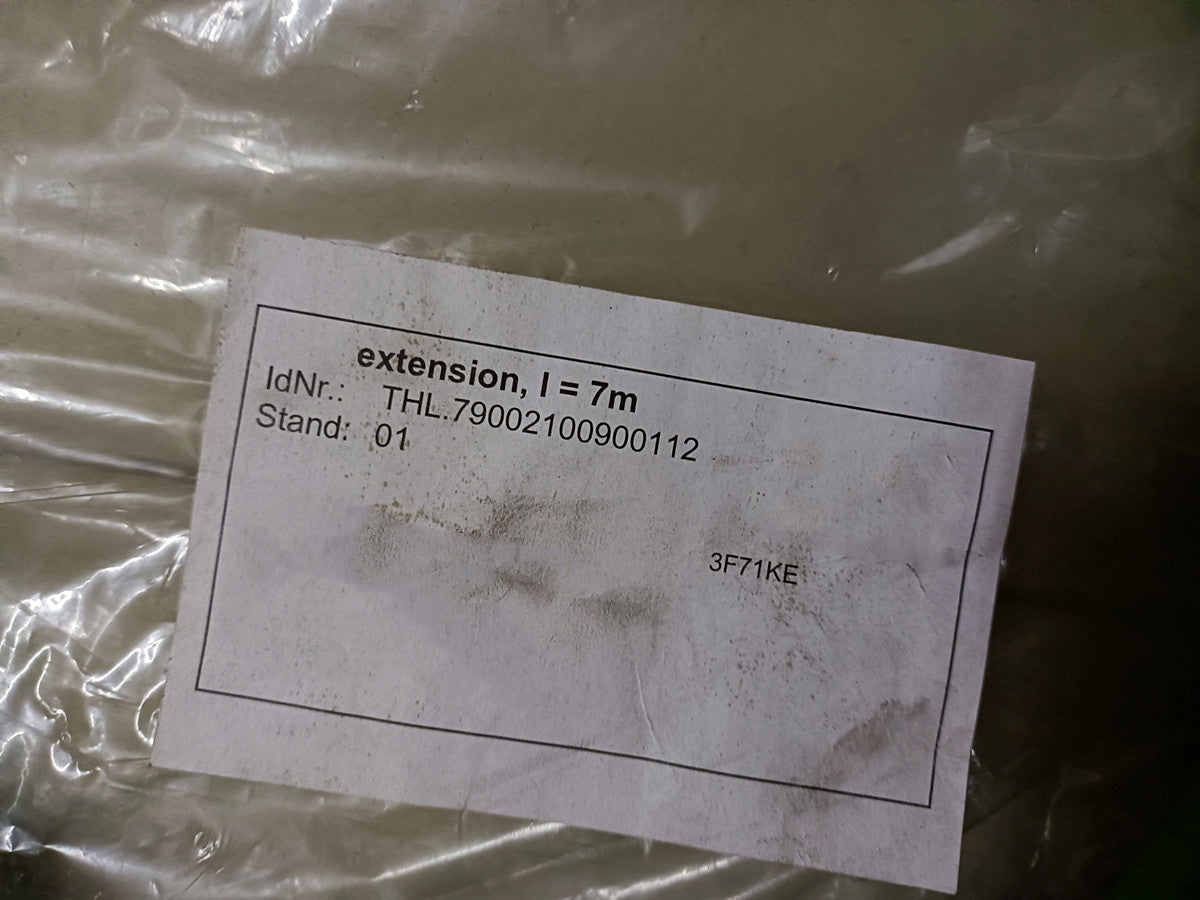 extension, l = 7m
IdNr.: THL.79002100900112
Stand: 01
3F71KE